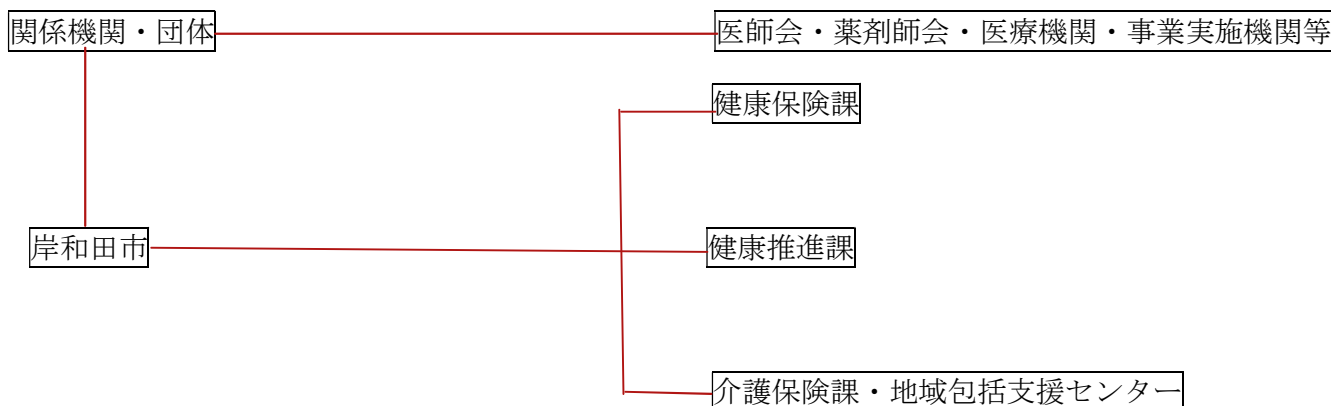 関係機関・団体
医師会・薬剤師会・医療機関・事業実施機関等
健康保険課
岸和田市
健康推進課
介護保険課・地域包括支援センター